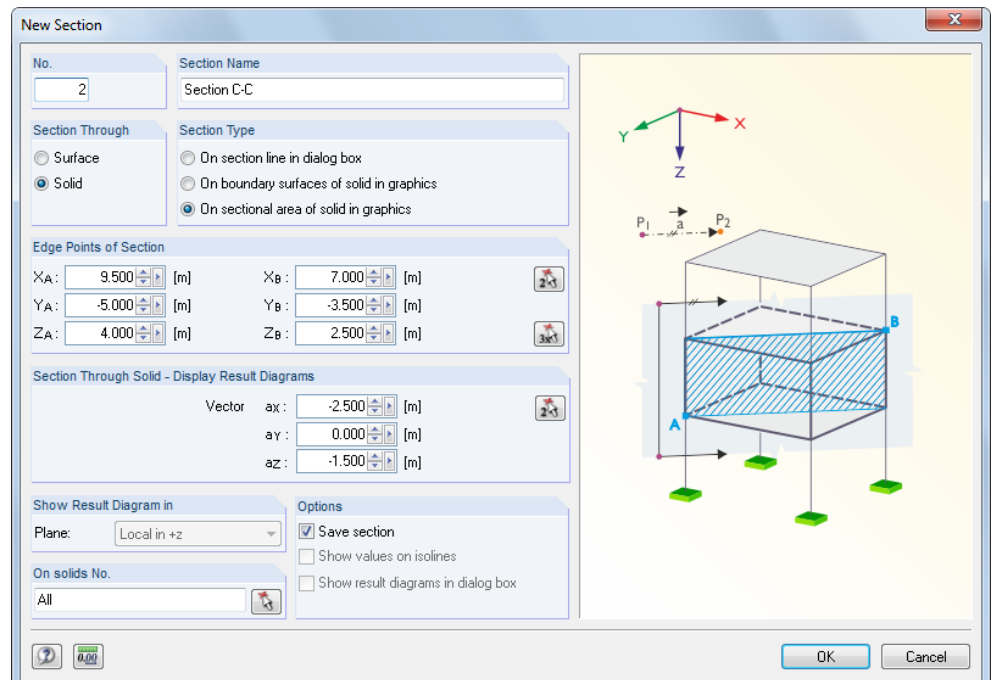 New Section
No.
2
Section Name
Section C-C
Section Through
Surface
Solid
Section Type
On section line in dialog box
On boundary surfaces of solid in graphics
On sectional area of solid in graphics
Edge Points of Section
XA: 9.500 [m] XB: 7.000 [m]
YA: -5.000 [m] YB: -3.500 [m]
ZA: 4.000 [m] ZB: 2.500 [m]
2x
3x
Section Through Solid - Display Result Diagrams
Vector aX: -2.500 [m]
aY: 0.000 [m]
aZ: -1.500 [m]
2x
Show Result Diagram in
Plane: Local in +z
On solids No.
All
Options
Save section
Show values on isolines
Show result diagrams in dialog box
X
Y
Z
P1 a P2
B
A
0.00
OK
Cancel